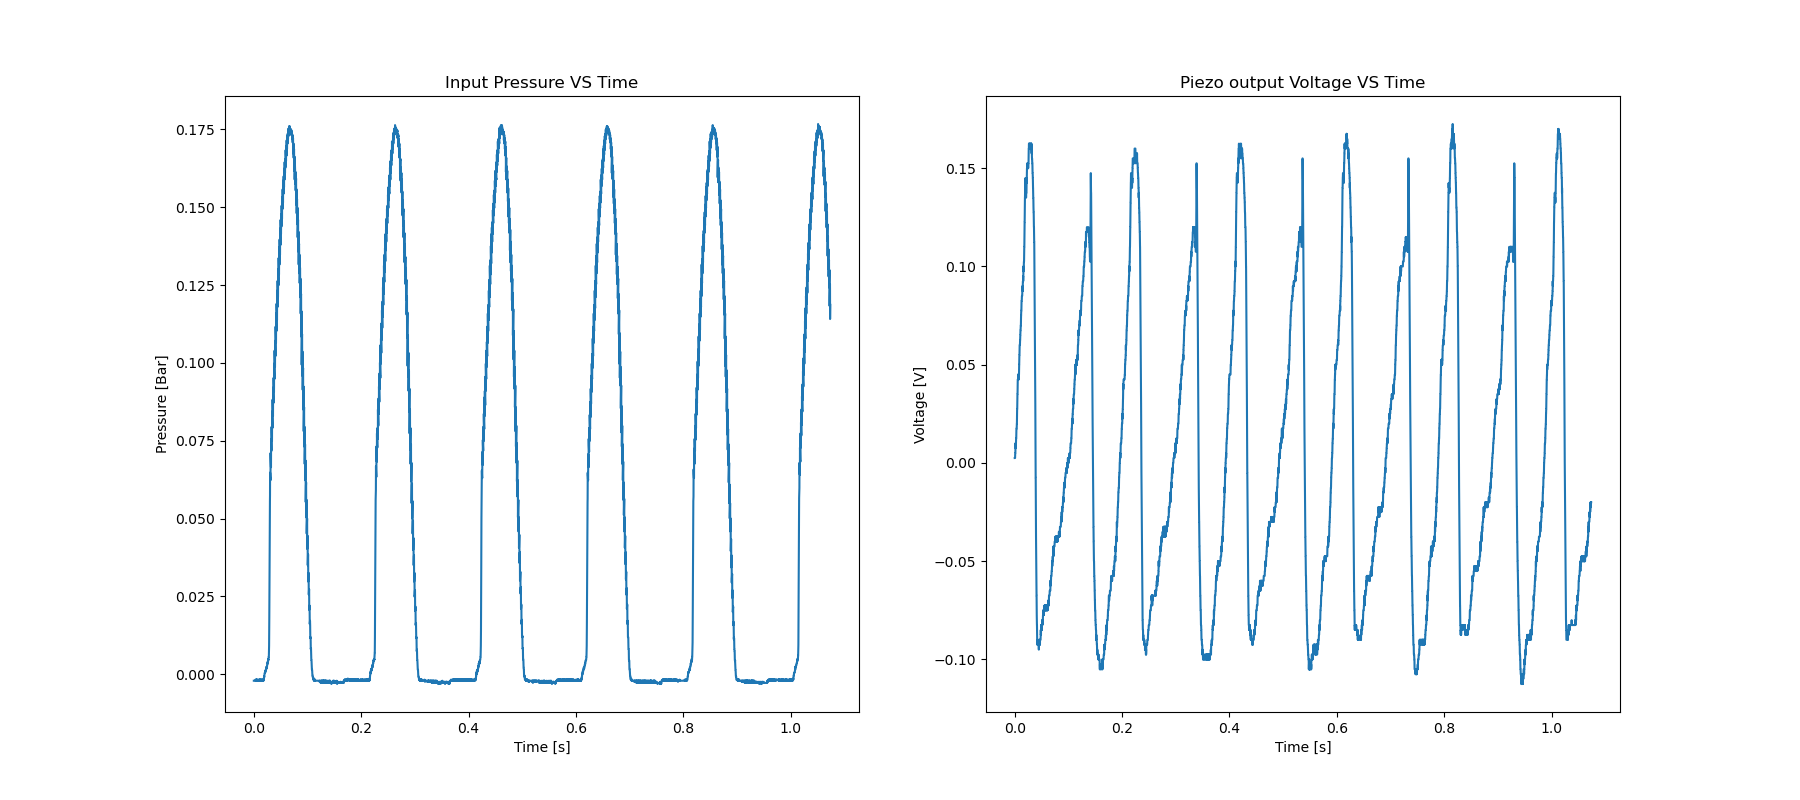 Input Pressure VS Time
0.175
0.150
0.125
0.100
0.075
0.050
0.025
0.000
Pressure [Bar]
0.0 0.2 0.4 0.6 0.8 1.0
Time [s]
Piezo output Voltage VS Time
0.15
0.10
0.05
0.00
−0.05
−0.10
Voltage [V]
0.0 0.2 0.4 0.6 0.8 1.0
Time [s]